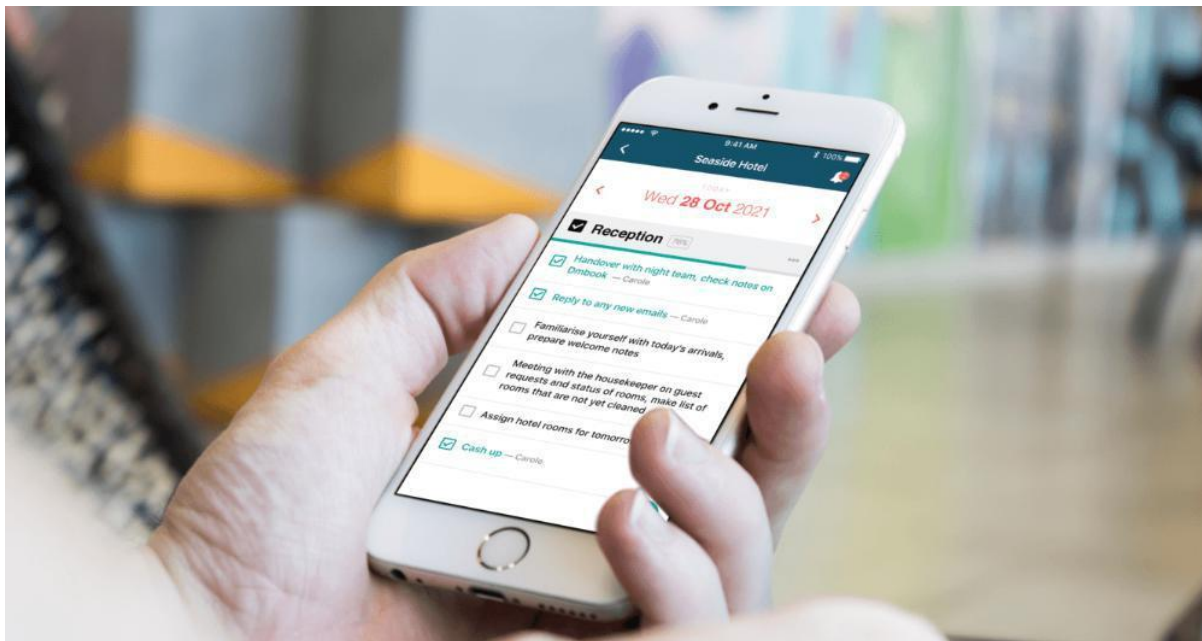 9:41 AM
100%
Seaside Hotel
TODAY
Wed 28 Oct 2021
Reception
Handover with night team, check notes on
Dmbook — Carole
Reply to any new emails — Carole
Familiarise yourself with today's arrivals,
prepare welcome notes
Meeting with the housekeeper on guest
requests and status of rooms, make list of
rooms that are not yet cleaned
Assign hotel rooms for
Cash up — Carole